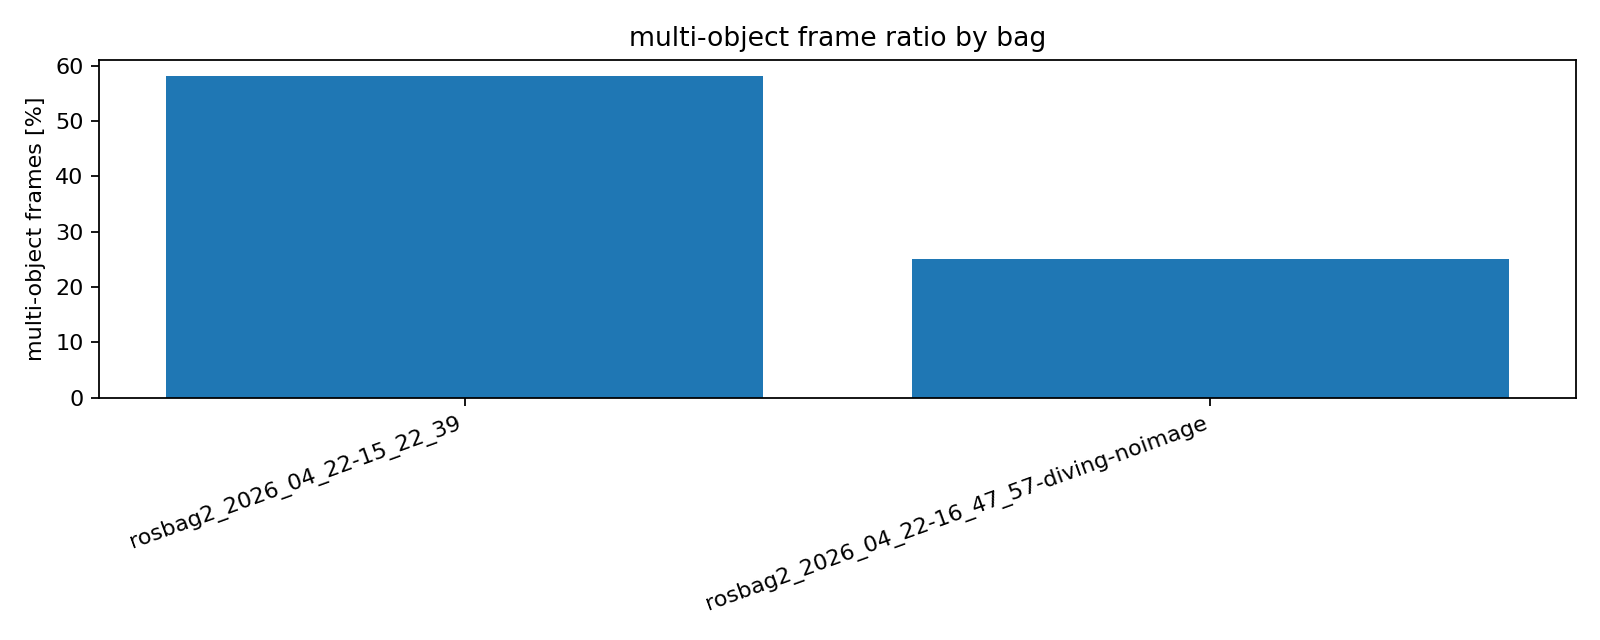 multi-object frame ratio by bag
multi-object frames [%]
60
50
40
30
20
10
0
rosbag2_2026_04_22-15_22_39
rosbag2_2026_04_22-16_47_57-diving-noimage